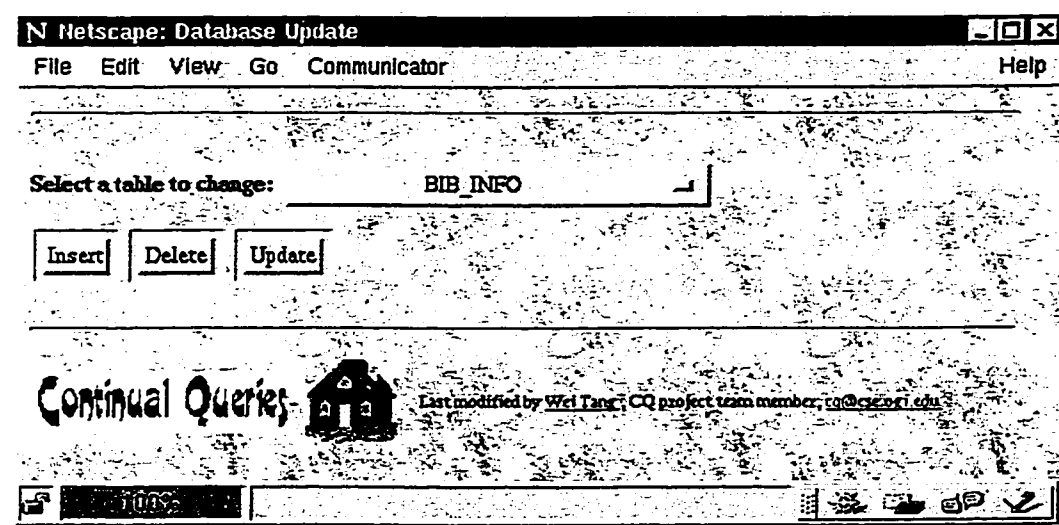 N Netscape: Database Update
File Edit View Go Communicator Help
Select a table to change: BIB_INFO
Insert Delete Update
Continual Queries- Last modified by Wei Tang, CQ project team member, cq@cse.ogi.edu
100%